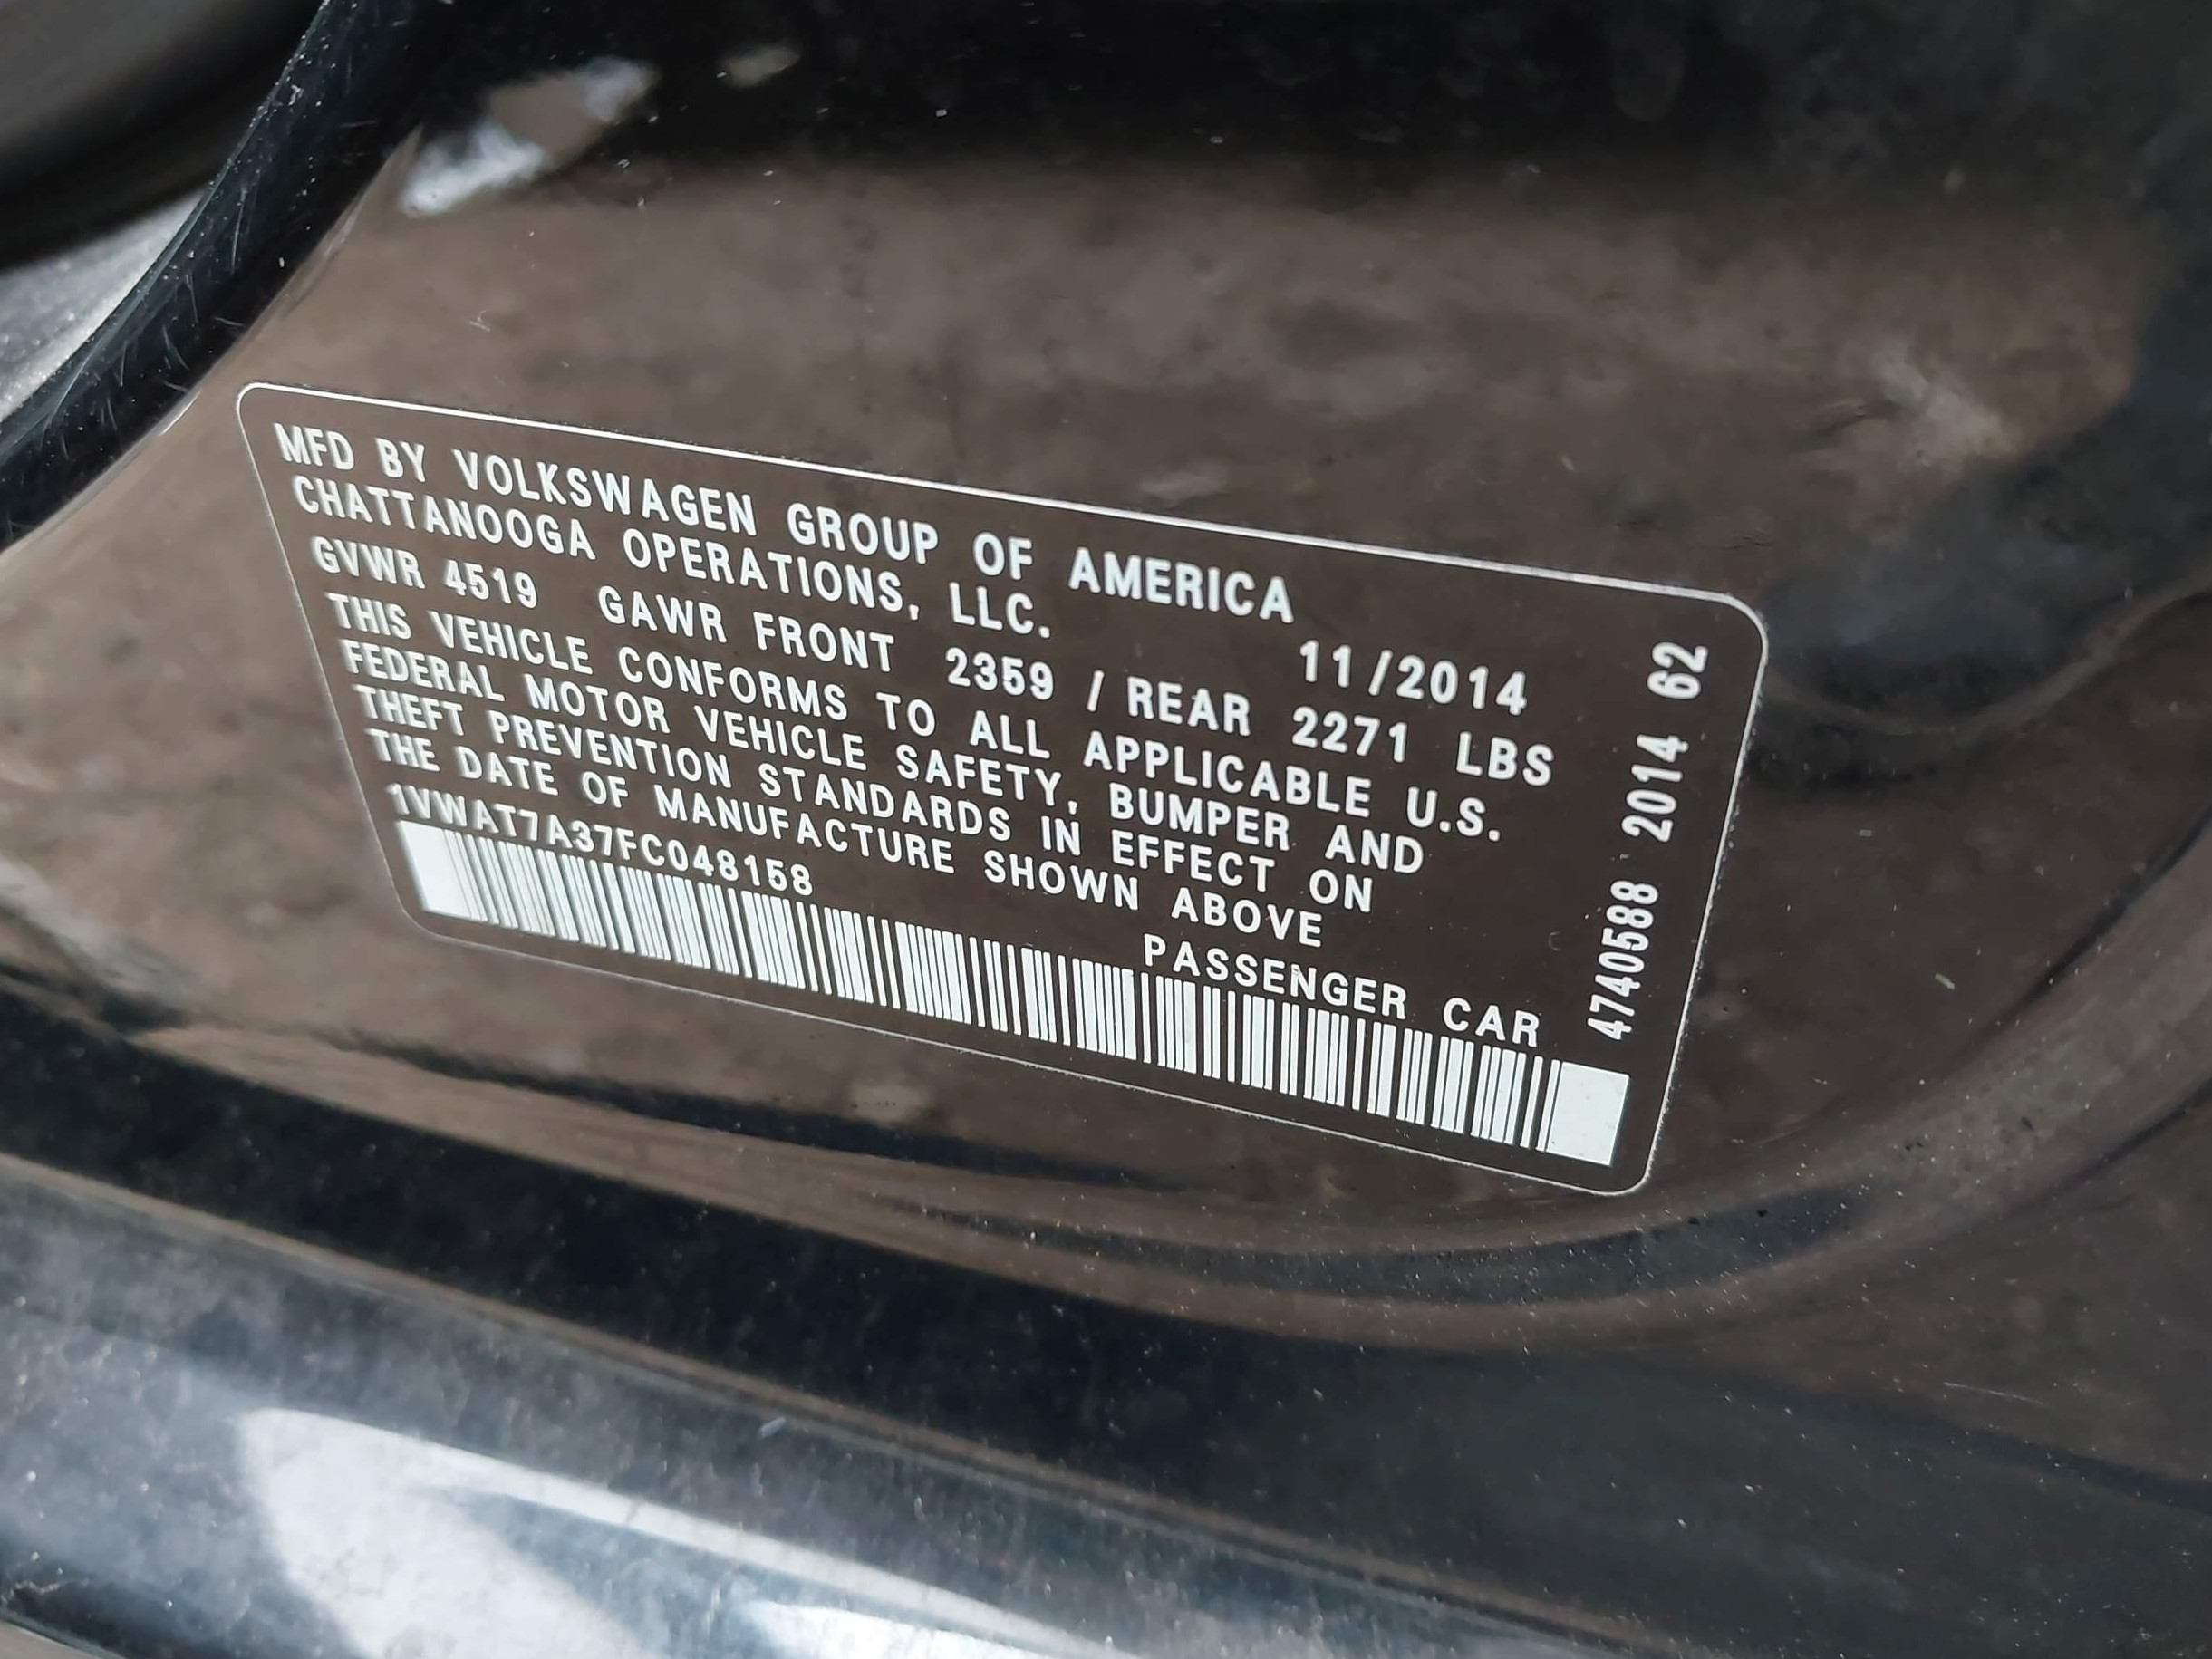 MFD BY VOLKSWAGEN GROUP OF AMERICA
CHATTANOOGA OPERATIONS, LLC. 11/2014
GVWR 4519 GAWR FRONT 2359 / REAR 2271 LBS
THIS VEHICLE CONFORMS TO ALL APPLICABLE U.S.
FEDERAL MOTOR VEHICLE SAFETY, BUMPER AND
THEFT PREVENTION STANDARDS IN EFFECT ON
THE DATE OF MANUFACTURE SHOWN ABOVE
1VWAT7A37FC048158 PASSENGER CAR
4740588 2014 62